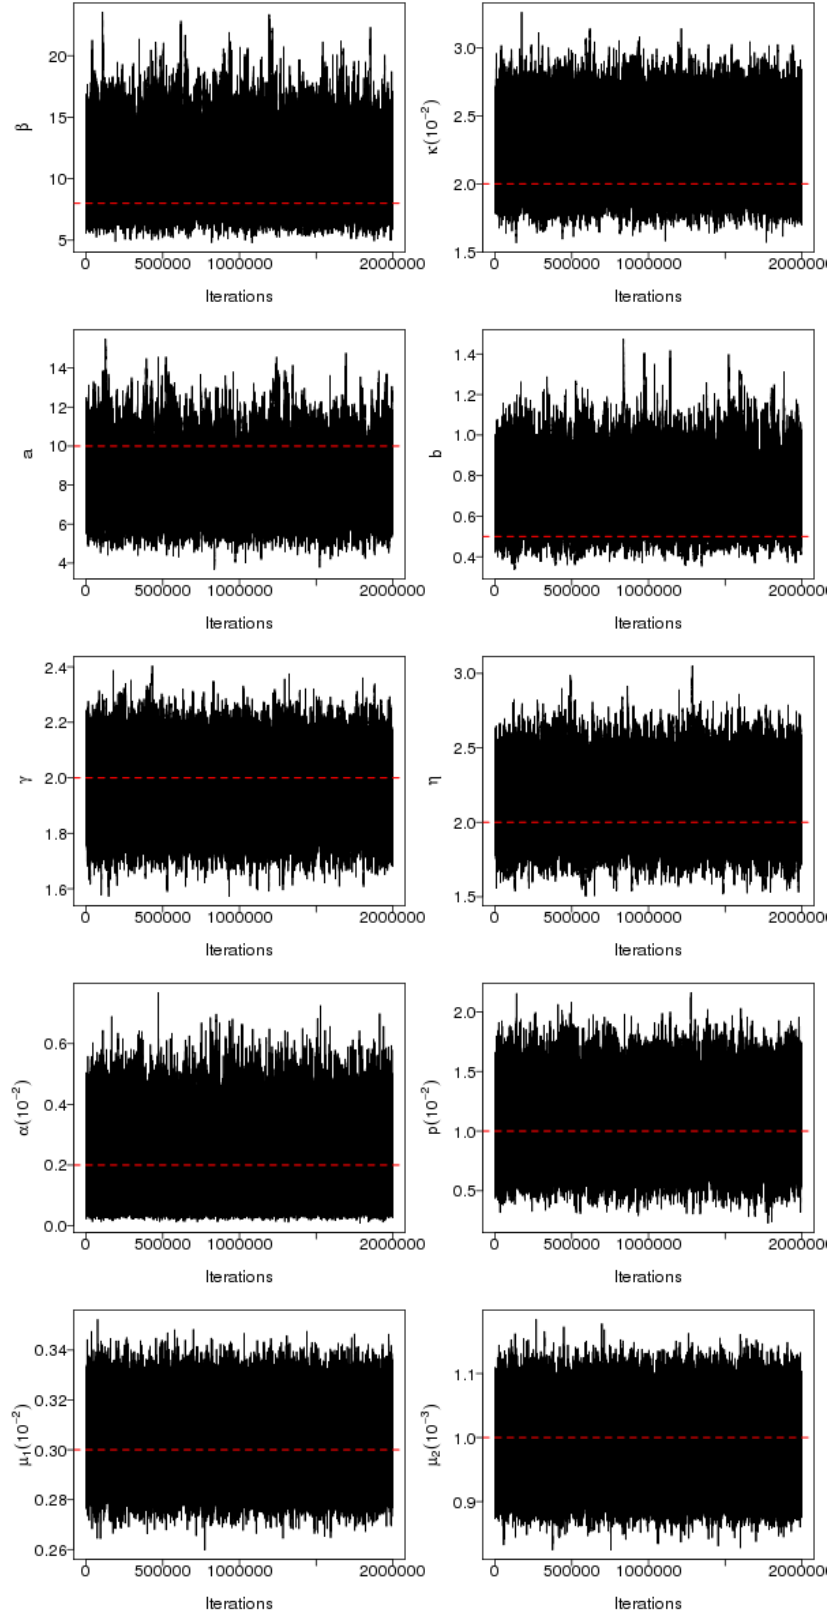 20
15
10
5
β
0 500000 1000000 2000000
Iterations
3.0
2.5
2.0
1.5
κ(10⁻²)
0 500000 1000000 200000
Iterations
14
12
10
8
6
4
a
0 500000 1000000 2000000
Iterations
1.4
1.2
1.0
0.8
0.6
0.4
b
0 500000 1000000 200000
Iterations
2.4
2.2
2.0
1.8
1.6
γ
0 500000 1000000 2000000
Iterations
3.0
2.5
2.0
1.5
η
0 500000 1000000 200000
Iterations
0.6
0.4
0.2
0.0
α(10⁻²)
0 500000 1000000 2000000
Iterations
2.0
1.5
1.0
0.5
p(10⁻²)
0 500000 1000000 200000
Iterations
0.34
0.32
0.30
0.28
0.26
μ₁(10⁻²)
0 500000 1000000 2000000
Iterations
1.1
1.0
0.9
μ₂(10⁻³)
0 500000 1000000 200000
Iterations